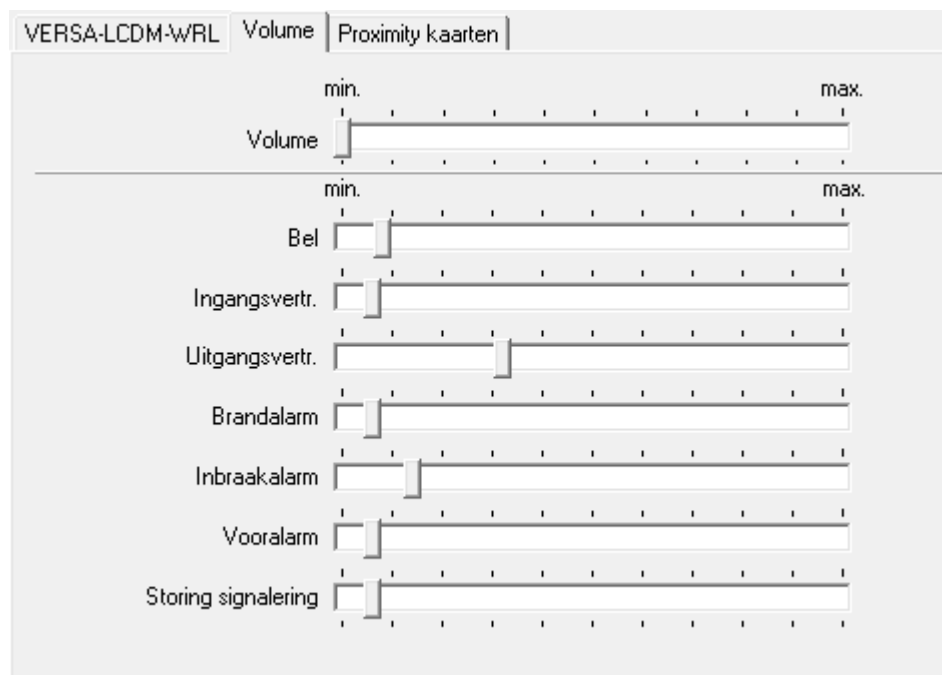 VERSA-LCDM-WRL Volume Proximity kaarten
min. max.
Volume
min. max.
Bel
Ingangsvertr.
Uitgangsvertr.
Brandalarm
Inbraakalarm
Vooralarm
Storing signalering